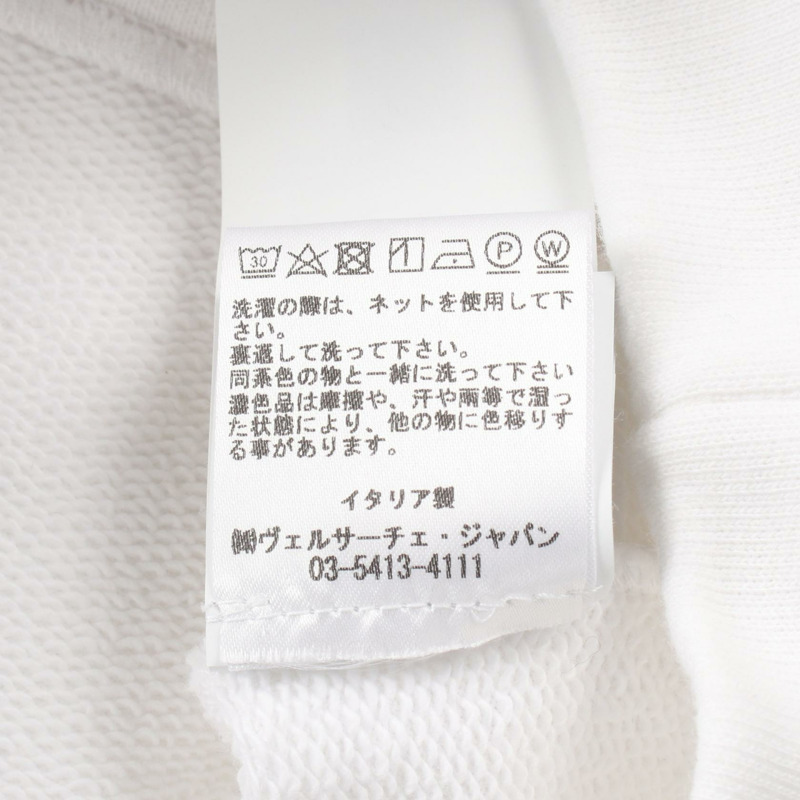 30 P W
洗濯の際は、ネットを使用して下
さい。
裏返して洗って下さい。
同系色の物と一緒に洗って下さい
濃色品は摩擦や、汗や雨等で湿っ
た状態により、他の物に色移りす
る事があります。
イタリア製
㈱ヴェルサーチェ・ジャパン
03-5413-4111